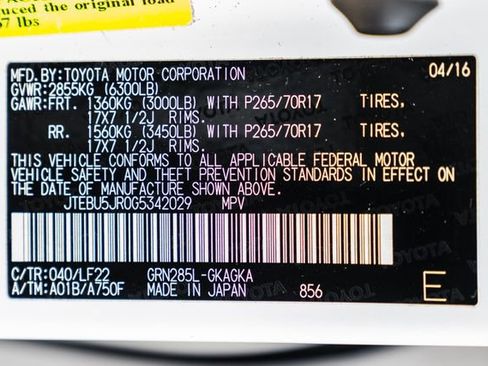 duced the original load
67 lbs
MFD.BY:TOYOTA MOTOR CORPORATION 04/16
GVWR:2855KG (6300LB)
GAWR:FRT. 1360KG (3000LB) WITH P265/70R17 TIRES,
17X7 1/2J RIMS.
RR. 1560KG (3450LB) WITH P265/70R17 TIRES,
17X7 1/2J RIMS.
THIS VEHICLE CONFORMS TO ALL APPLICABLE FEDERAL MOTOR
VEHICLE SAFETY AND THEFT PREVENTION STANDARDS IN EFFECT ON
THE DATE OF MANUFACTURE SHOWN ABOVE.
JTEBU5JR0G5342029 MPV
C/TR:040/LF22 GRN285L-GKAGKA
A/TM:A01B/A750F MADE IN JAPAN 856 E